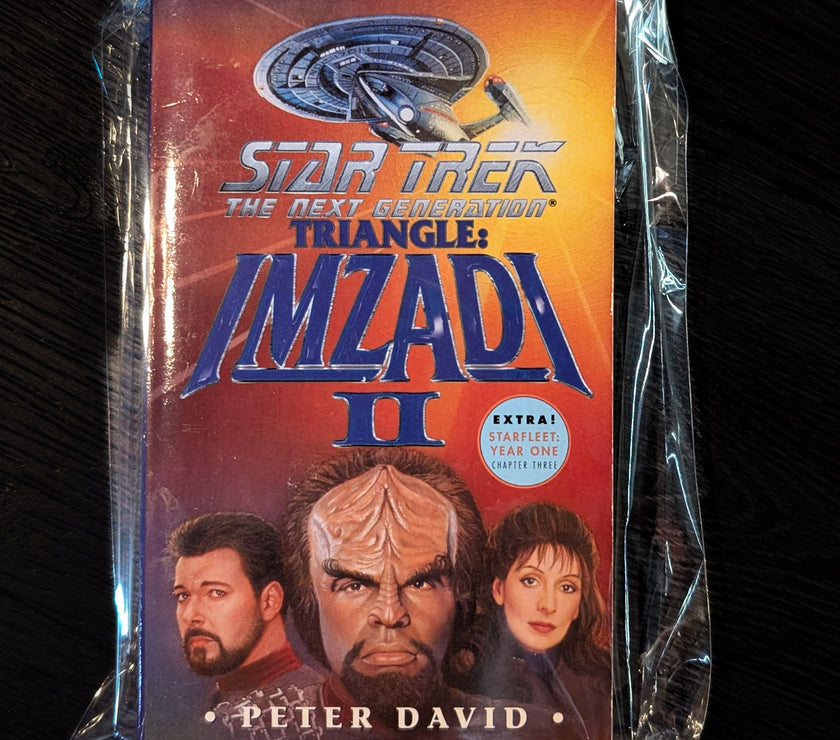 STAR TREK
THE NEXT GENERATION®
TRIANGLE:
IMZADI
II
EXTRA!
STARFLEET:
YEAR ONE
CHAPTER THREE
• PETER DAVID •